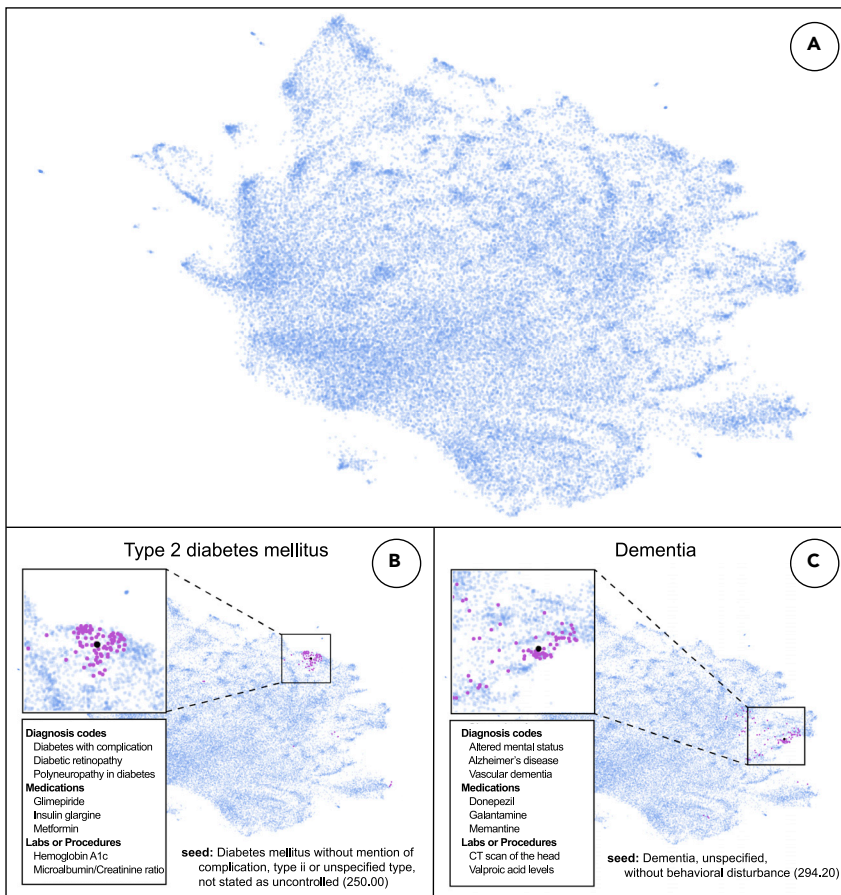 A
Type 2 diabetes mellitus
B
Diagnosis codes
Diabetes with complication
Diabetic retinopathy
Polyneuropathy in diabetes
Medications
Glimepiride
Insulin glargine
Metformin
Labs or Procedures
Hemoglobin A1c
Microalbumin/Creatinine ratio
seed: Diabetes mellitus without mention of
complication, type ii or unspecified type,
not stated as uncontrolled (250.00)
Dementia
C
Diagnosis codes
Altered mental status
Alzheimer's disease
Vascular dementia
Medications
Donepezil
Galantamine
Memantine
Labs or Procedures
CT scan of the head
Valproic acid levels
seed: Dementia, unspecified,
without behavioral disturbance (294.20)